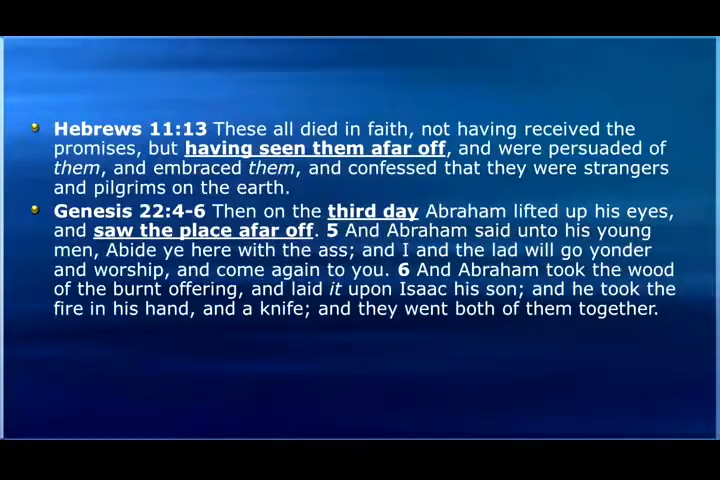 Hebrews 11:13 These all died in faith, not having received the
promises, but having seen them afar off, and were persuaded of
them, and embraced them, and confessed that they were strangers
and pilgrims on the earth.
Genesis 22:4-6 Then on the third day Abraham lifted up his eyes,
and saw the place afar off. 5 And Abraham said unto his young
men, Abide ye here with the ass; and I and the lad will go yonder
and worship, and come again to you. 6 And Abraham took the wood
of the burnt offering, and laid it upon Isaac his son; and he took the
fire in his hand, and a knife; and they went both of them together.